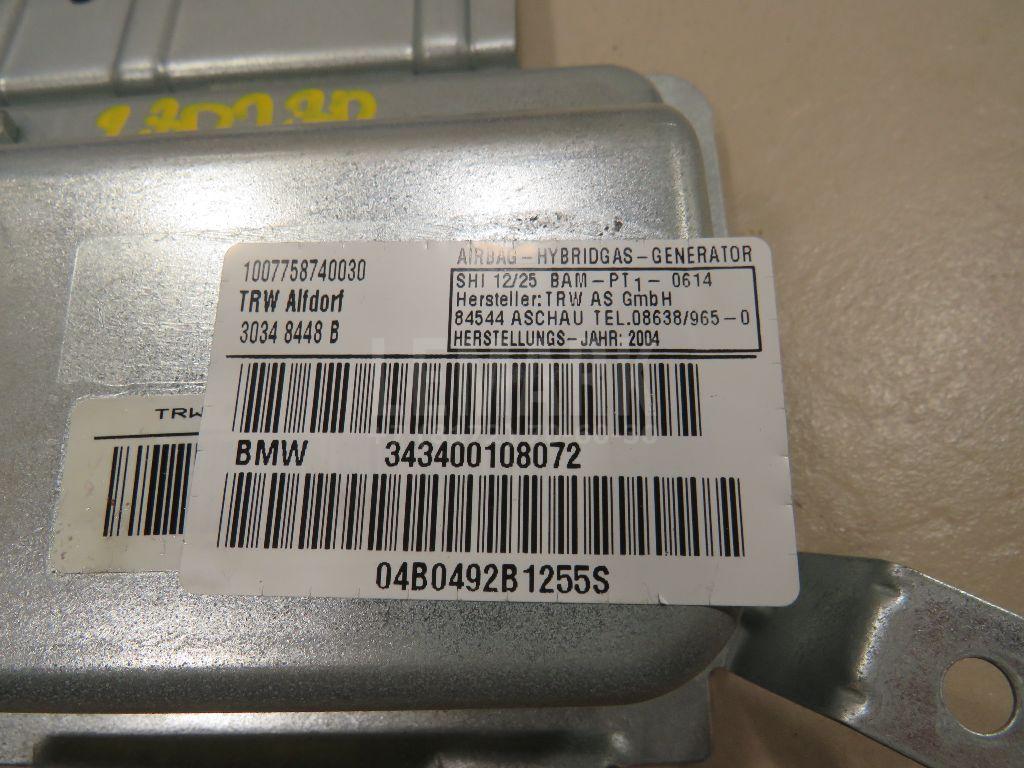 1007758740030
TRW Alfdorf
3034 8448 B
AIRBAG-HYBRIDGAS-GENERATOR
SHI 12/25 BAM-PT1-0614
Hersteller: TRW AS GmbH
84544 ASCHAU TEL.08638/965-0
HERSTELLUNGS-JAHR: 2004
TRW
BMW 343400108072
04B0492B1255S